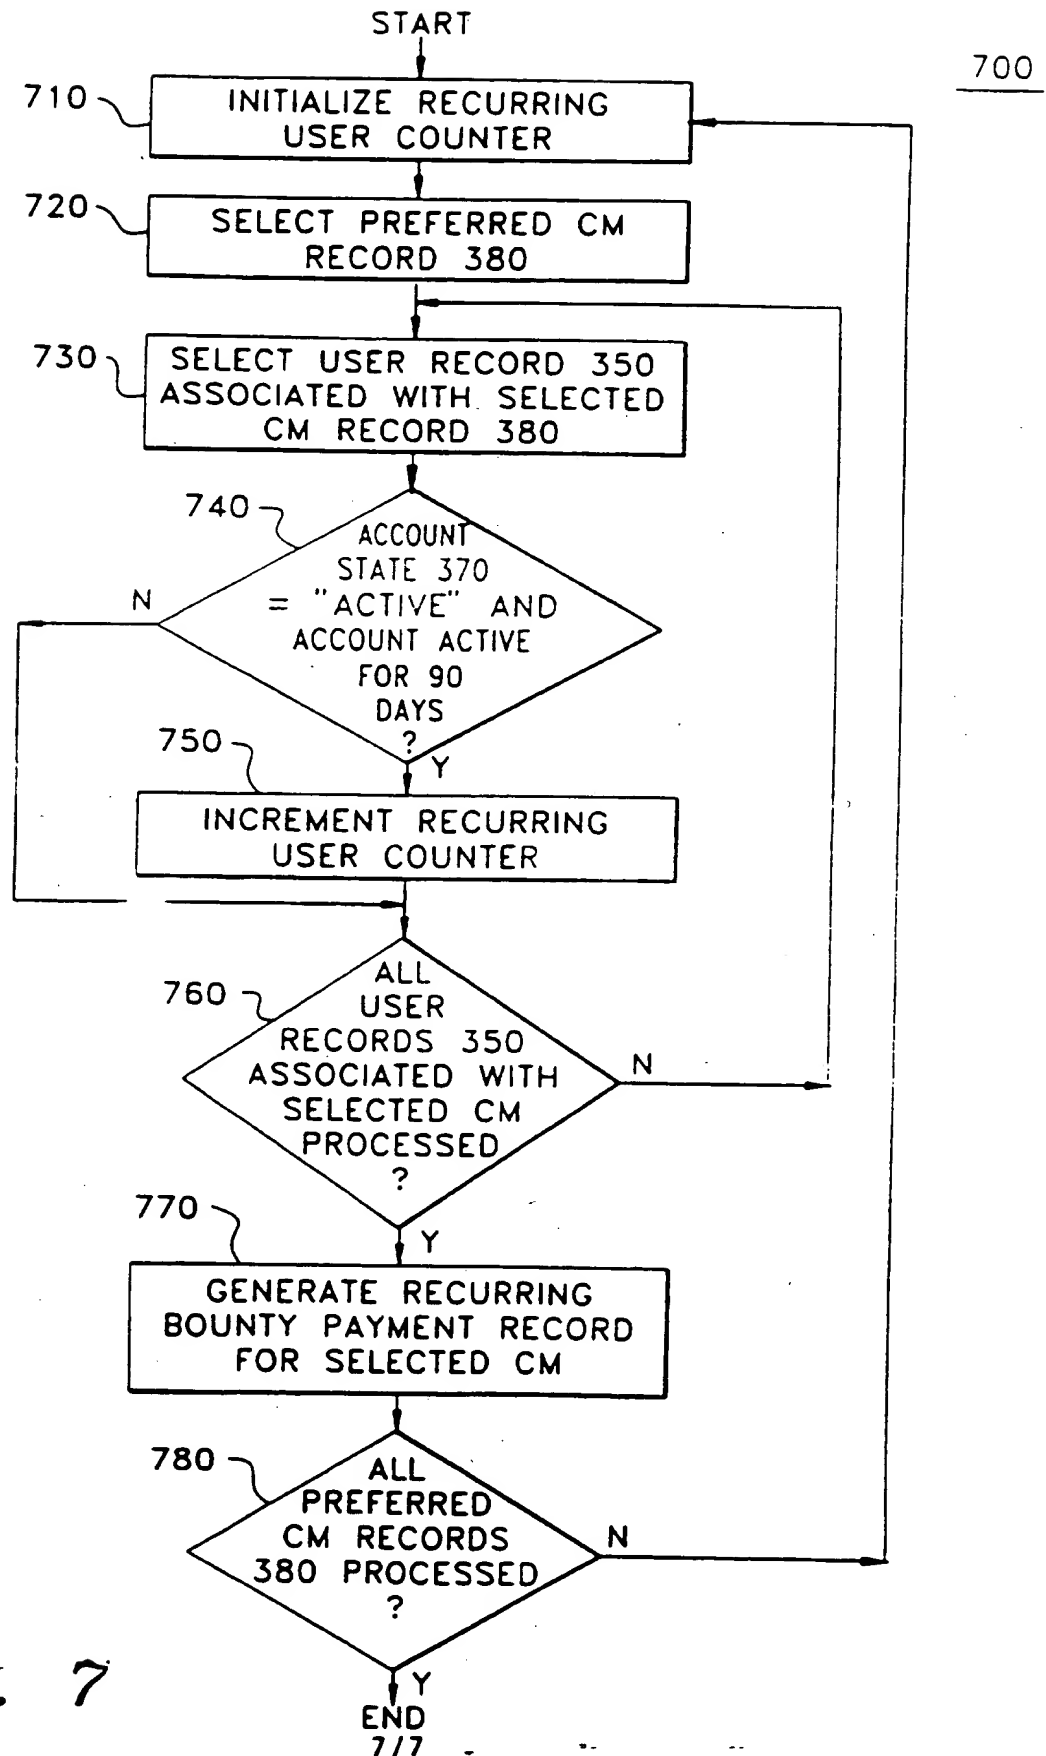 START
700
710
INITIALIZE RECURRING
USER COUNTER
720
SELECT PREFERRED CM
RECORD 380
730
SELECT USER RECORD 350
ASSOCIATED WITH SELECTED
CM RECORD 380
740
ACCOUNT
STATE 370
= "ACTIVE" AND
ACCOUNT ACTIVE
FOR 90
DAYS
?
N
Y
750
INCREMENT RECURRING
USER COUNTER
760
ALL
USER
RECORDS 350
ASSOCIATED WITH
SELECTED CM
PROCESSED
?
N
Y
770
GENERATE RECURRING
BOUNTY PAYMENT RECORD
FOR SELECTED CM
780
ALL
PREFERRED
CM RECORDS
380 PROCESSED
?
N
Y
END
7
7/7